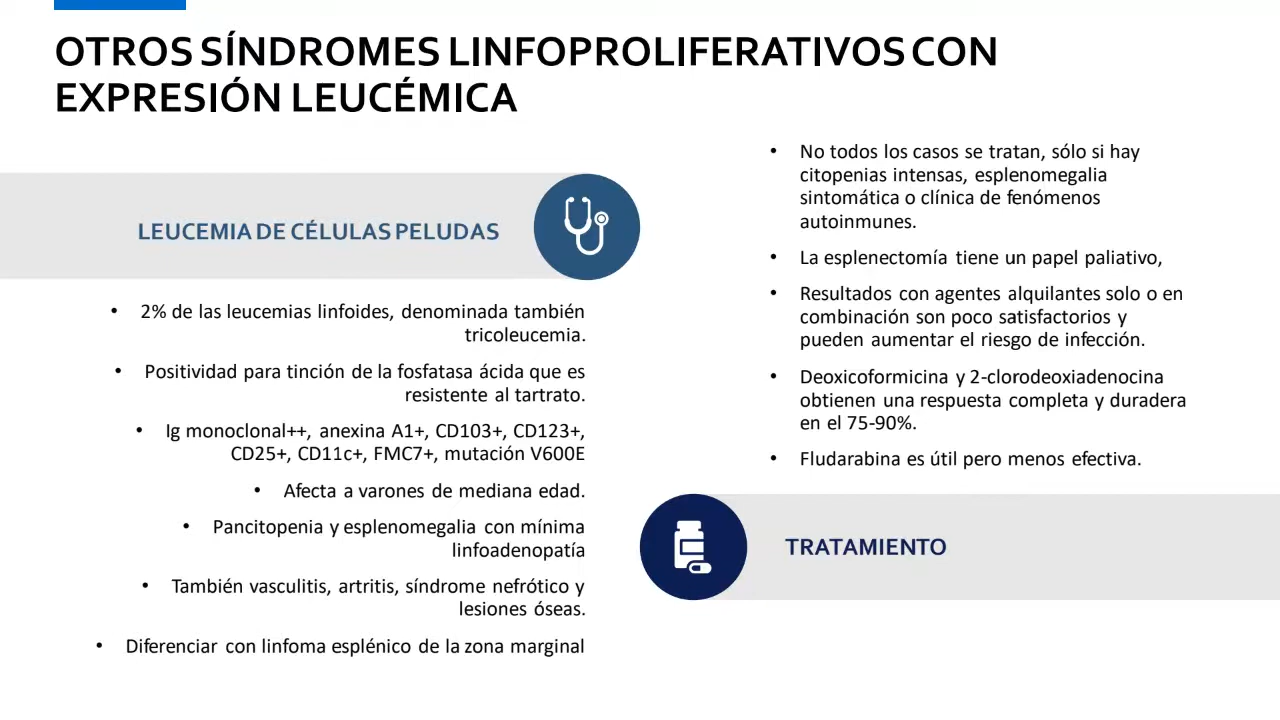 OTROS SÍNDROMES LINFOPROLIFERATIVOS CON
EXPRESIÓN LEUCÉMICA
LEUCEMIA DE CÉLULAS PELUDAS
• 2% de las leucemias linfoides, denominada también
tricoleucemia.
• Positividad para tinción de la fosfatasa ácida que es
resistente al tartrato.
• Ig monoclonal++, anexina A1+, CD103+, CD123+,
CD25+, CD11c+, FMC7+, mutación V600E
• Afecta a varones de mediana edad.
• Pancitopenia y esplenomegalia con mínima
linfoadenopatía
• También vasculitis, artritis, síndrome nefrótico y
lesiones óseas.
• Diferenciar con linfoma esplénico de la zona marginal
• No todos los casos se tratan, sólo si hay
citopenias intensas, esplenomegalia
sintomática o clínica de fenómenos
autoinmunes.
• La esplenectomía tiene un papel paliativo,
• Resultados con agentes alquilantes solo o en
combinación son poco satisfactorios y
pueden aumentar el riesgo de infección.
• Deoxicoformicina y 2-clorodeoxiadenocina
obtienen una respuesta completa y duradera
en el 75-90%.
• Fludarabina es útil pero menos efectiva.
TRATAMIENTO